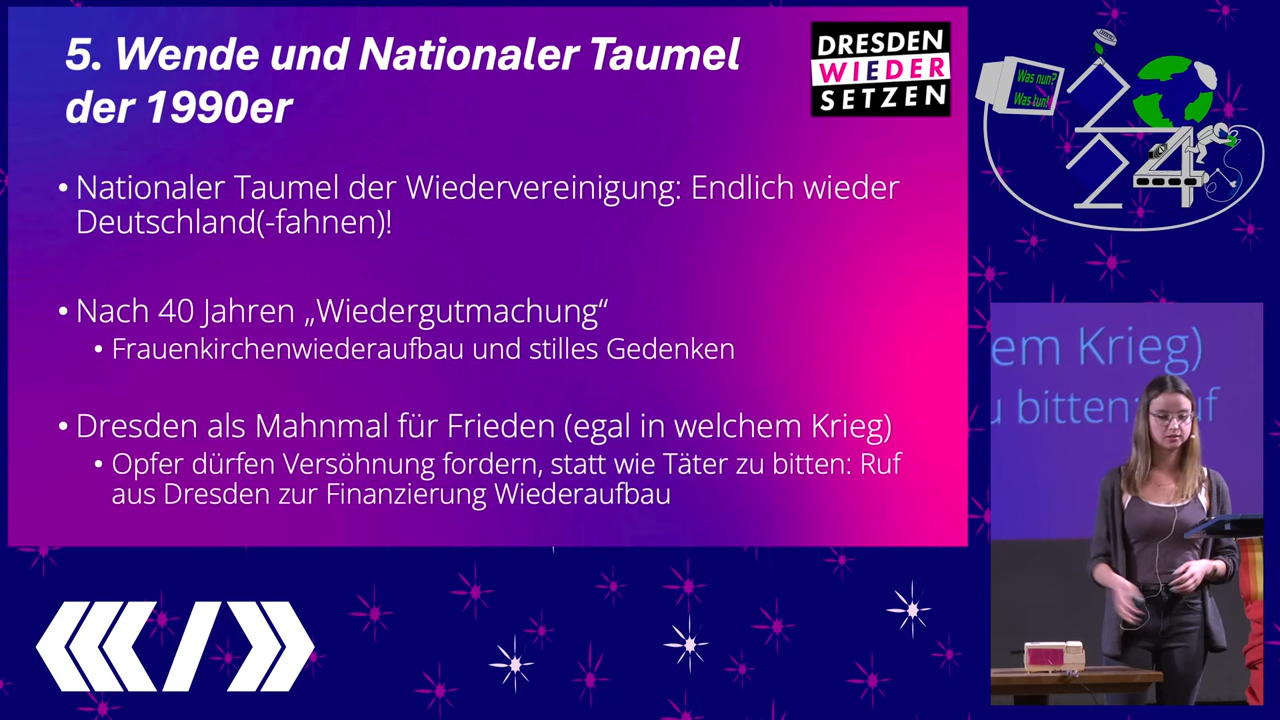 5. Wende und Nationaler Taumel
der 1990er
DRESDEN
WIEDER
SETZEN
• Nationaler Taumel der Wiedervereinigung: Endlich wieder
Deutschland(-fahnen)!
• Nach 40 Jahren „Wiedergutmachung“
• Frauenkirchenwiederaufbau und stilles Gedenken
• Dresden als Mahnmal für Frieden (egal in welchem Krieg)
• Opfer dürfen Versöhnung fordern, statt wie Täter zu bitten: Ruf
aus Dresden zur Finanzierung Wiederaufbau
Was nun?
Was tun!
2
24
em Krieg)
u bitten: Ruf